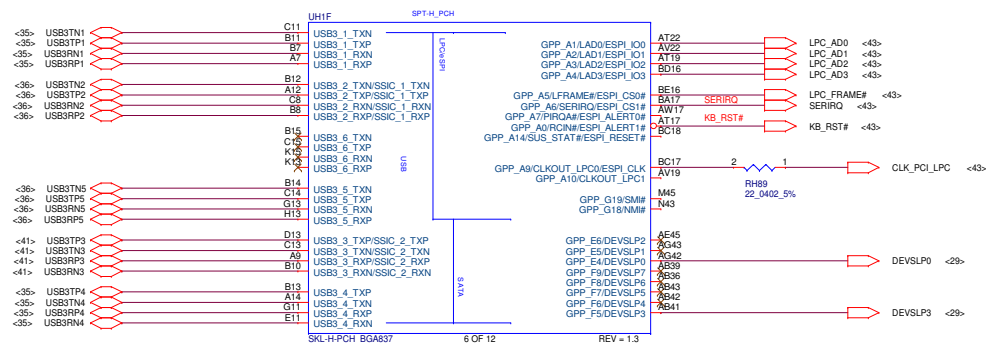 UH1F
SPT-H_PCH
<35> USB3TN1 C11 USB3_1_TXN
<35> USB3TP1 B11 USB3_1_TXP
<35> USB3RN1 B7 USB3_1_RXN
<35> USB3RP1 A7 USB3_1_RXP
<36> USB3TN2 B12 USB3_2_TXN/SSIC_1_TXN
<36> USB3TP2 A12 USB3_2_TXP/SSIC_1_TXP
<36> USB3RN2 C8 USB3_2_RXN/SSIC_1_RXN
<36> USB3RP2 B8 USB3_2_RXP/SSIC_1_RXP
B15 USB3_6_TXN
C15 USB3_6_TXP
K15 USB3_6_RXN
K13 USB3_6_RXP
<36> USB3TN5 B14 USB3_5_TXN
<36> USB3TP5 C14 USB3_5_TXP
<36> USB3RN5 G13 USB3_5_RXN
<36> USB3RP5 H13 USB3_5_RXP
<41> USB3TP3 D13 USB3_3_TXP/SSIC_2_TXP
<41> USB3TN3 C13 USB3_3_TXN/SSIC_2_TXN
<41> USB3RP3 A9 USB3_3_RXP/SSIC_2_RXP
<41> USB3RN3 B10 USB3_3_RXN/SSIC_2_RXN
<35> USB3TP4 B13 USB3_4_TXP
<35> USB3TN4 A14 USB3_4_TXN
<35> USB3RP4 G11 USB3_4_RXP
<35> USB3RN4 E11 USB3_4_RXN
LPC/eSPI
USB
SATA
GPP_A1/LAD0/ESPI_IO0 AT22 LPC_AD0 <43>
GPP_A2/LAD1/ESPI_IO1 AV22 LPC_AD1 <43>
GPP_A3/LAD2/ESPI_IO2 AT19 LPC_AD2 <43>
GPP_A4/LAD3/ESPI_IO3 BD16 LPC_AD3 <43>
GPP_A5/LFRAME#/ESPI_CS0# BE16 LPC_FRAME# <43>
GPP_A6/SERIRQ/ESPI_CS1# BA17 SERIRQ SERIRQ <43>
GPP_A7/PIRQA#/ESPI_ALERT0# AW17
GPP_A0/RCIN#/ESPI_ALERT1# AT17 KB_RST# KB_RST# <43>
GPP_A14/SUS_STAT#/ESPI_RESET# BC18
GPP_A9/CLKOUT_LPC0/ESPI_CLK BC17 2 1 CLK_PCI_LPC <43>
GPP_A10/CLKOUT_LPC1 AV19
RH89
22_0402_5%
GPP_G19/SMI# M45
GPP_G18/NMI# N43
GPP_E6/DEVSLP2 AE45
GPP_E5/DEVSLP1 AG43
GPP_E4/DEVSLP0 AG42 DEVSLP0 <29>
GPP_F9/DEVSLP7 AB39
GPP_F8/DEVSLP6 AB36
GPP_F7/DEVSLP5 AB43
GPP_F6/DEVSLP4 AB42
GPP_F5/DEVSLP3 AB41 DEVSLP3 <29>
SKL-H-PCH_BGA837
6 OF 12
REV = 1.3